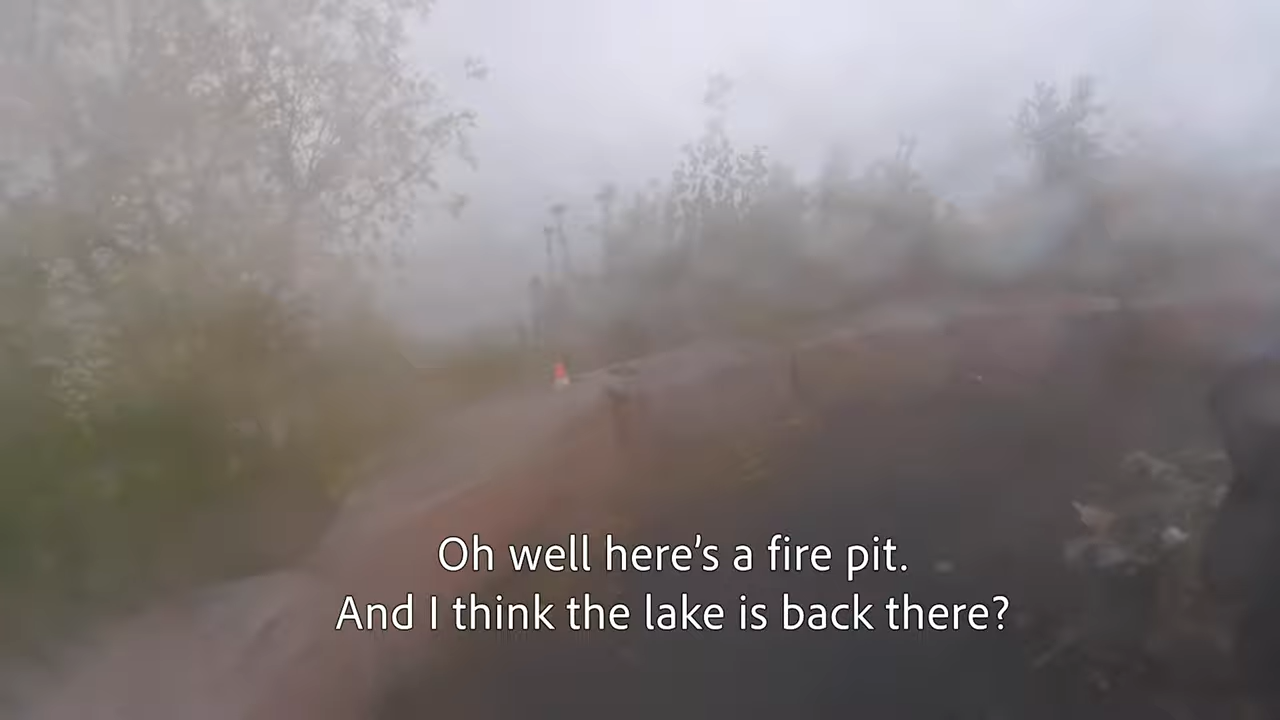 Oh well here’s a fire pit.
And I think the lake is back there?